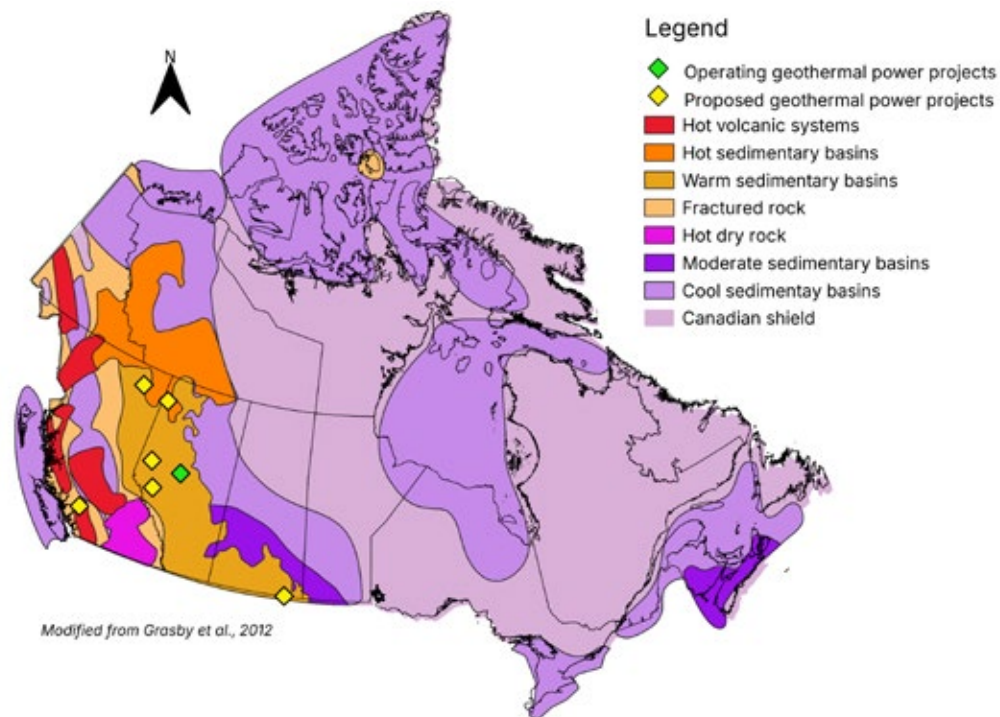 N
Legend
Operating geothermal power projects
Proposed geothermal power projects
Hot volcanic systems
Hot sedimentary basins
Warm sedimentary basins
Fractured rock
Hot dry rock
Moderate sedimentary basins
Cool sedimentay basins
Canadian shield
Modified from Grasby et al., 2012